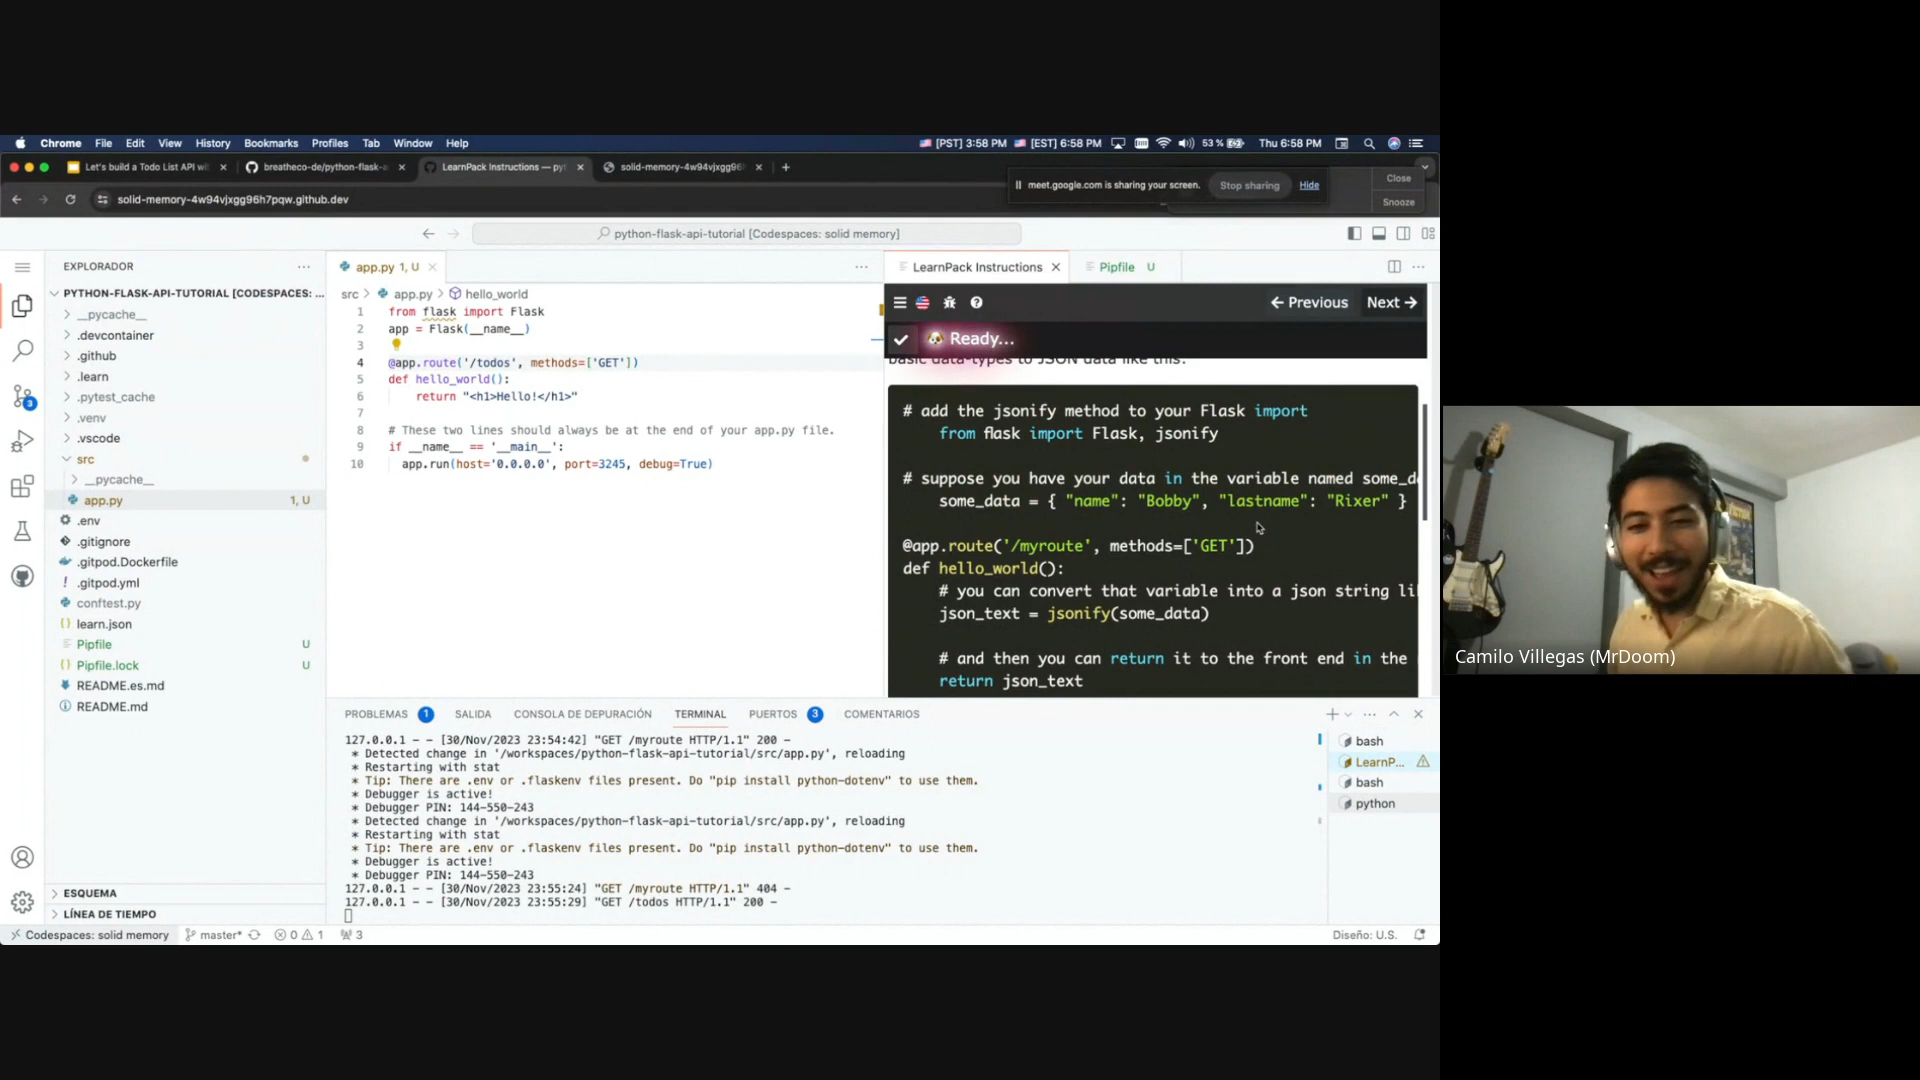 Chrome File Edit View History Bookmarks Profiles Tab Window Help
[PST] 3:58 PM [EST] 6:58 PM 53 % Thu 6:58 PM
Let's build a Todo List API wi
breatheco-de/python-flask-a
LearnPack Instructions — py
solid-memory-4w94vjxgg96
meet.google.com is sharing your screen. Stop sharing Hide
Close
Snooze
solid-memory-4w94vjxgg96h7pqw.github.dev
python-flask-api-tutorial [Codespaces: solid memory]
EXPLORADOR
PYTHON-FLASK-API-TUTORIAL [CODESPACES: ...
__pycache__
.devcontainer
.github
.learn
.pytest_cache
.venv
.vscode
src
__pycache__
app.py 1, U
.env
.gitignore
.gitpod.Dockerfile
.gitpod.yml
conftest.py
learn.json
Pipfile U
Pipfile.lock U
README.es.md
README.md
ESQUEMA
LÍNEA DE TIEMPO
3
app.py 1, U
src > app.py > hello_world
1 from flask import Flask
2 app = Flask(__name__)
3
4 @app.route('/todos', methods=['GET'])
5 def hello_world():
6 return "<h1>Hello!</h1>"
7
8 # These two lines should always be at the end of your app.py file.
9 if __name__ == '__main__':
10 app.run(host='0.0.0.0', port=3245, debug=True)
LearnPack Instructions
Pipfile U
Previous Next
Ready...
basic data-types to JSON data like this:
# add the jsonify method to your Flask import
from flask import Flask, jsonify
# suppose you have your data in the variable named some_d
some_data = { "name": "Bobby", "lastname": "Rixer" }
@app.route('/myroute', methods=['GET'])
def hello_world():
# you can convert that variable into a json string li
json_text = jsonify(some_data)
# and then you can return it to the front end in the
return json_text
PROBLEMAS 1 SALIDA CONSOLA DE DEPURACIÓN TERMINAL PUERTOS 3 COMENTARIOS
127.0.0.1 - - [30/Nov/2023 23:54:42] "GET /myroute HTTP/1.1" 200 -
* Detected change in '/workspaces/python-flask-api-tutorial/src/app.py', reloading
* Restarting with stat
* Tip: There are .env or .flaskenv files present. Do "pip install python-dotenv" to use them.
* Debugger is active!
* Debugger PIN: 144-550-243
* Detected change in '/workspaces/python-flask-api-tutorial/src/app.py', reloading
* Restarting with stat
* Tip: There are .env or .flaskenv files present. Do "pip install python-dotenv" to use them.
* Debugger is active!
* Debugger PIN: 144-550-243
127.0.0.1 - - [30/Nov/2023 23:55:24] "GET /myroute HTTP/1.1" 404 -
127.0.0.1 - - [30/Nov/2023 23:55:29] "GET /todos HTTP/1.1" 200 -
bash
LearnP...
bash
python
Codespaces: solid memory master* 0 1 3
Diseño: U.S.
Camilo Villegas (MrDoom)